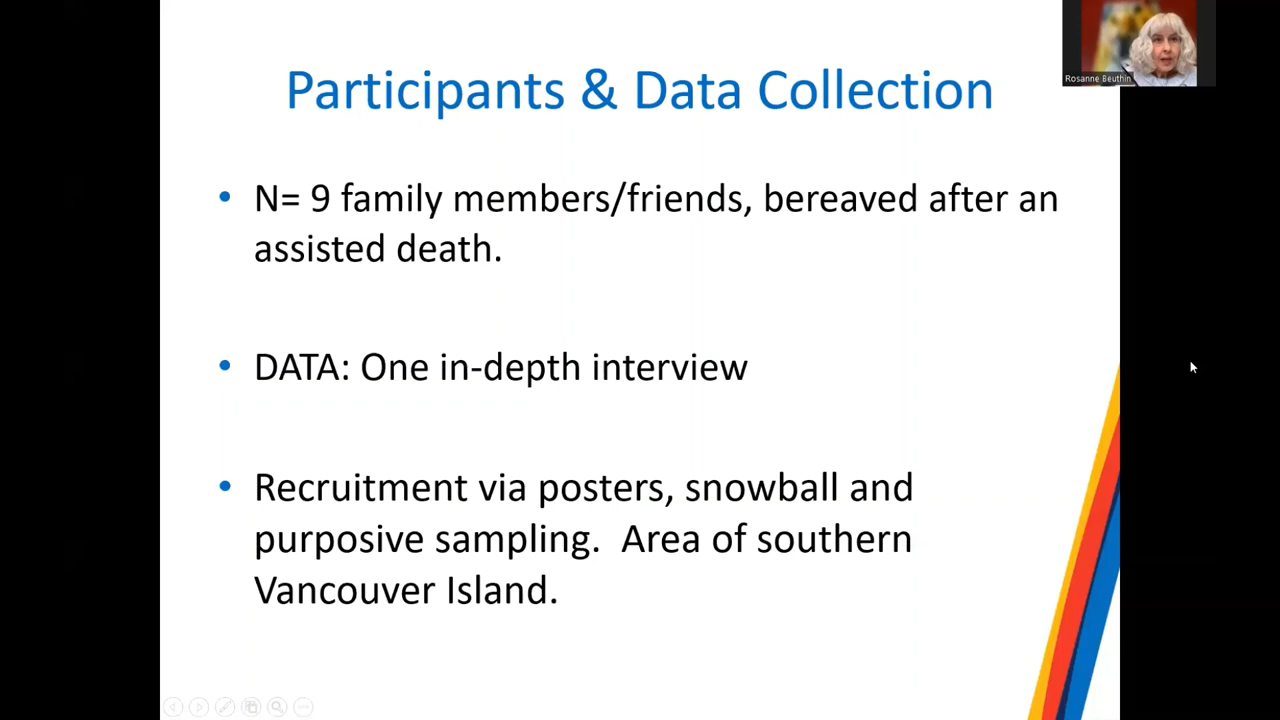 Participants & Data Collection
Rosanne Beuthin
• N= 9 family members/friends, bereaved after an
assisted death.
• DATA: One in-depth interview
• Recruitment via posters, snowball and
purposive sampling.  Area of southern
Vancouver Island.